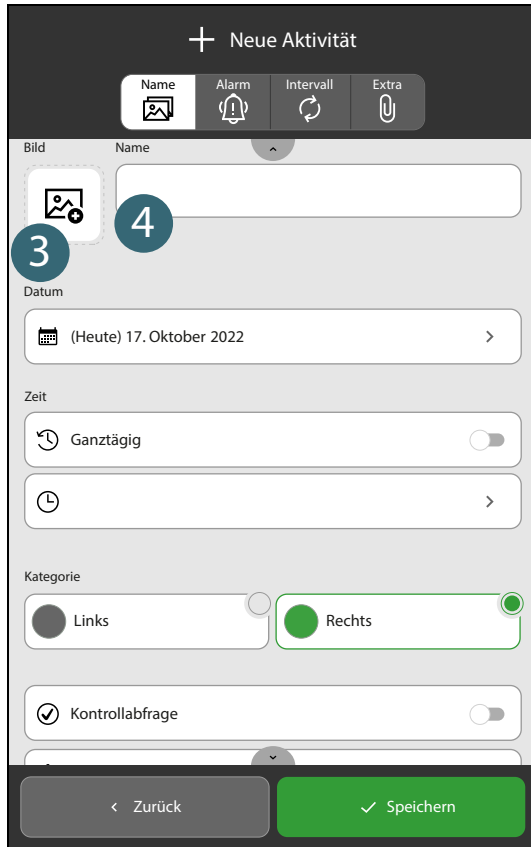 Neue Aktivität
Name Alarm Intervall Extra
Bild Name
3 4
Datum
(Heute) 17. Oktober 2022
Zeit
Ganztägig
Kategorie
Links Rechts
Kontrollabfrage
Zurück Speichern